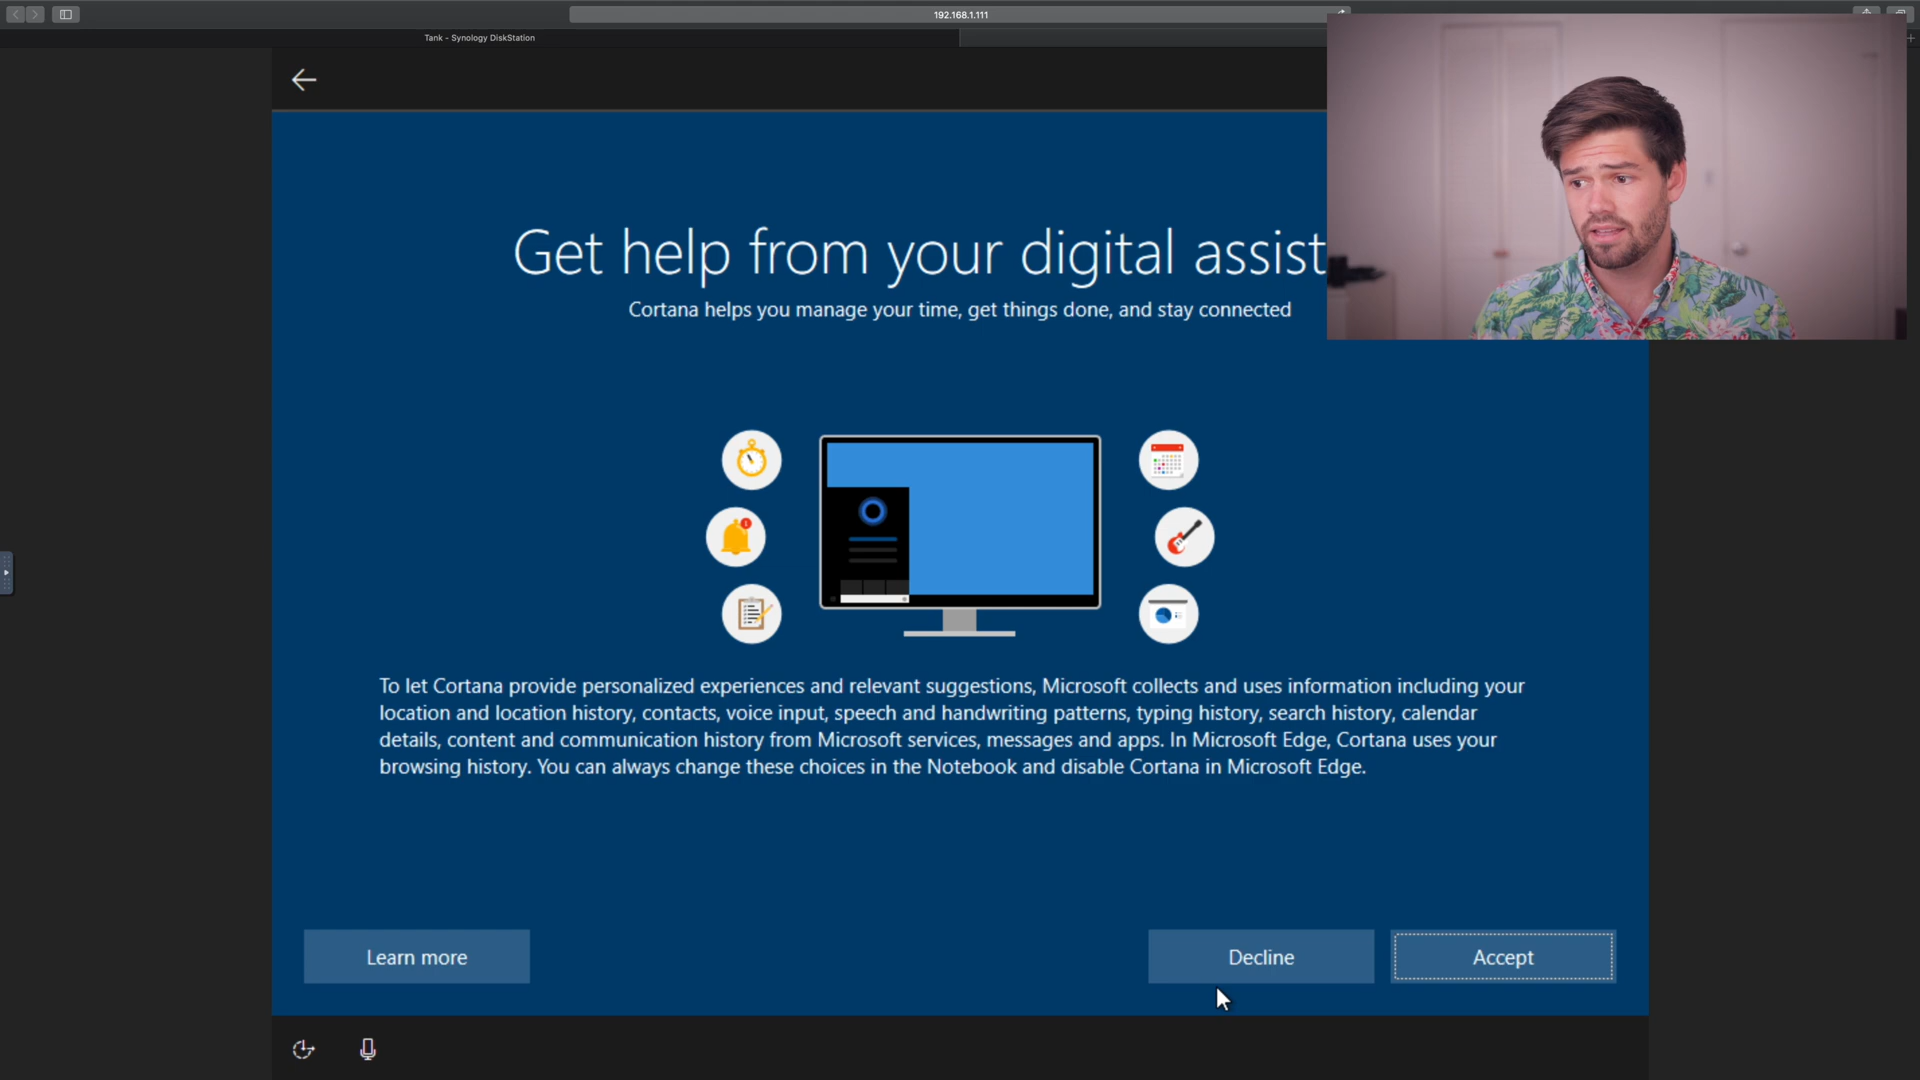 192.168.1.111
Tank - Synology DiskStation
Get help from your digital assist
Cortana helps you manage your time, get things done, and stay connected
To let Cortana provide personalized experiences and relevant suggestions, Microsoft collects and uses information including your
location and location history, contacts, voice input, speech and handwriting patterns, typing history, search history, calendar
details, content and communication history from Microsoft services, messages and apps. In Microsoft Edge, Cortana uses your
browsing history. You can always change these choices in the Notebook and disable Cortana in Microsoft Edge.
Learn more
Decline
Accept